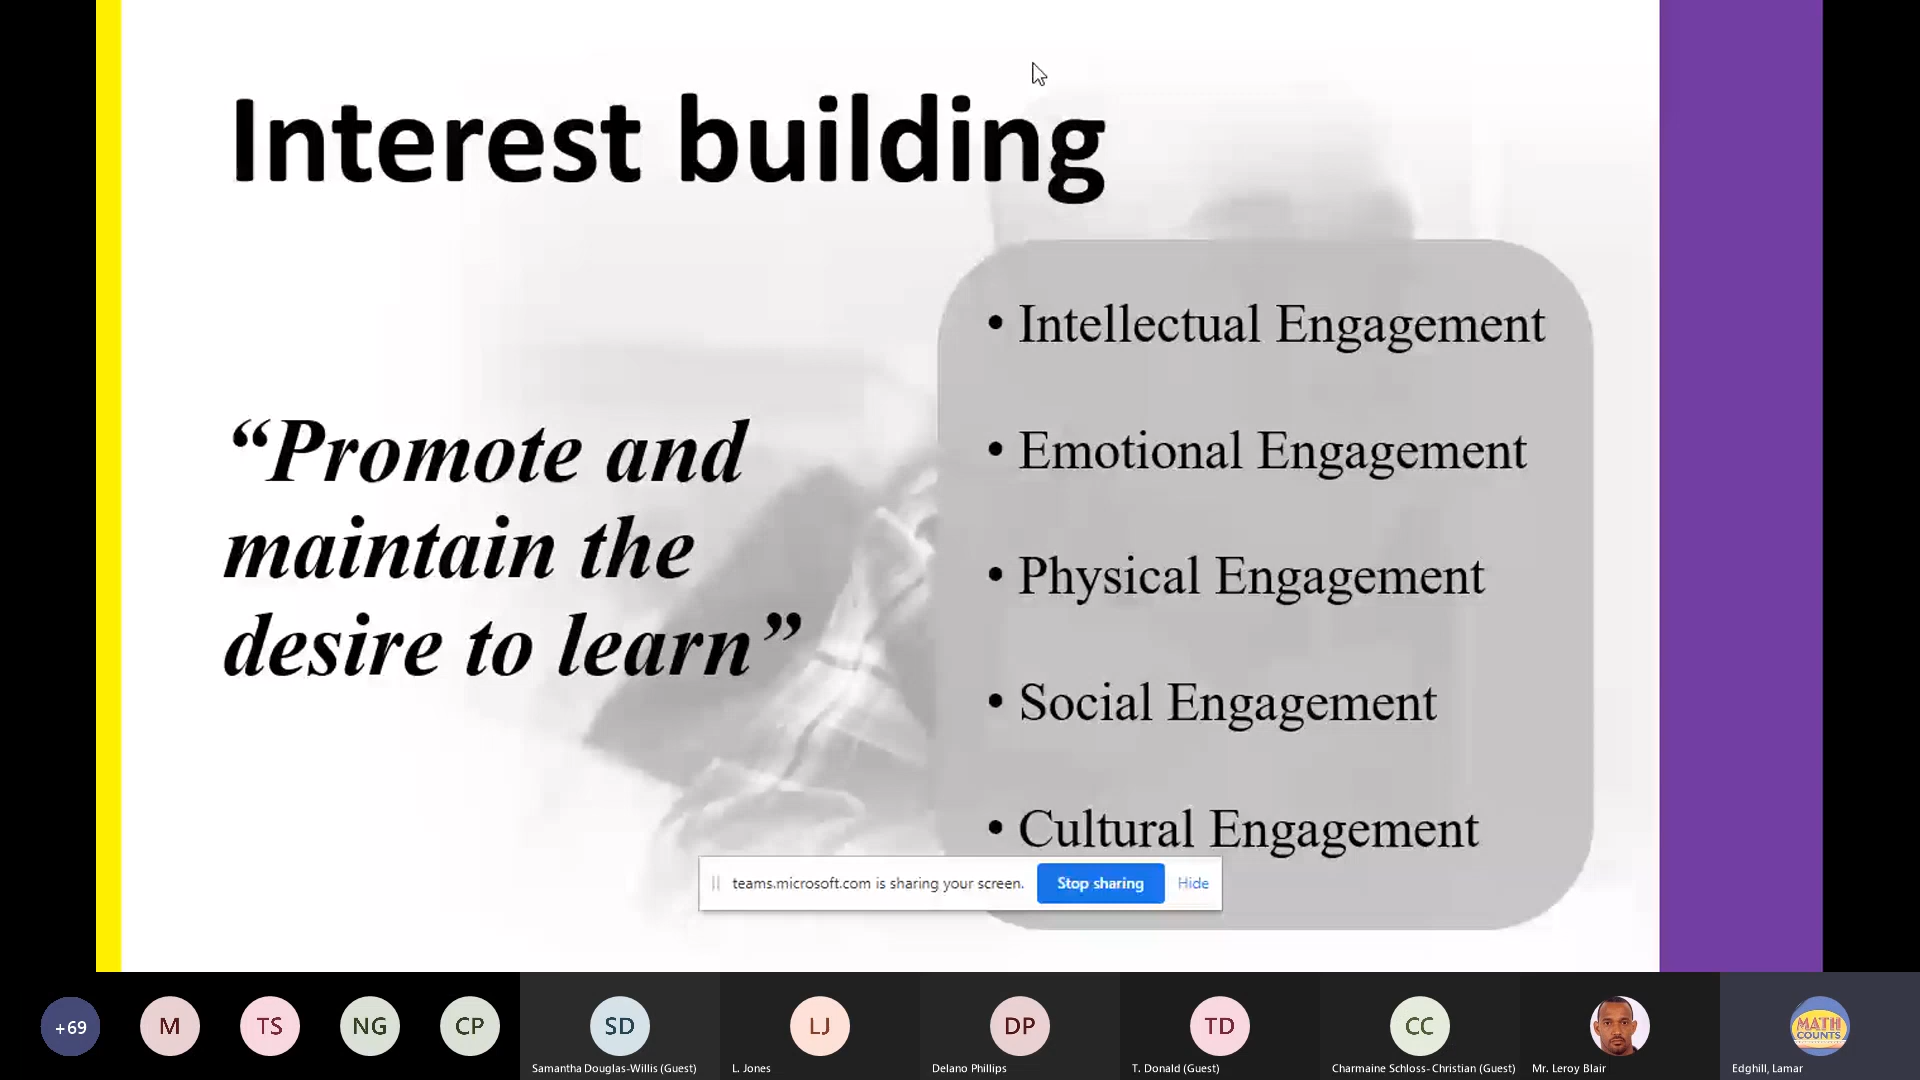 Interest building
“Promote and
maintain the
desire to learn”
• Intellectual Engagement
• Emotional Engagement
• Physical Engagement
• Social Engagement
• Cultural Engagement
teams.microsoft.com is sharing your screen.
Stop sharing
Hide
+69
M
TS
NG
CP
SD
LJ
DP
TD
CC
MATH
COUNTS
Samantha Douglas-Willis (Guest)
L. Jones
Delano Phillips
T. Donald (Guest)
Charmaine Schloss- Christian (Guest)
Mr. Leroy Blair
Edghill, Lamar